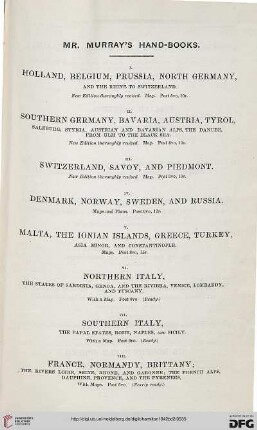 MR. MURRAY'S HAND-BOOKS.
I.
HOLLAND, BELGIUM, PRUSSIA, NORTH GERMANY,
AND THE RHINE TO SWITZERLAND.
New Edition thoroughly revised. Map. Post 8vo, 12s.
II.
SOUTHERN GERMANY, BAVARIA, AUSTRIA, TYROL,
SALZBURG, STYRIA, AUSTRIAN AND BAVARIAN ALPS, THE DANUBE,
FROM ULM TO THE BLACK SEA.
New Edition thoroughly revised. Map. Post 8vo,
III.
SWITZERLAND, SAVOY, AND PIEDMONT.
New Edition thoroughly revised. Map. Post 8vo,
IV.
DENMARK, NORWAY, SWEDEN, AND RUSSIA.
Maps and Plans. Post 8vo, 12s
V.
MALTA, THE IONIAN ISLANDS, GREECE, TURKEY,
ASIA MINOR, AND CONSTANTINOPLE.
Maps. Post 8vo, 15s
VI.
NORTHERN ITALY,
THE STATES OF SARDINIA, GENOA, AND THE RIVIERA, VENICE, LOMBARDY,
AND TUSCANY.
With a Map. Post 8vo. (Ready.)
VII.
SOUTHERN ITALY,
THE PAPAL STATES, ROME, NAPLES, AND SICILY.
With a Map. Post 8vo.
VIII.
FRANCE, NORMANDY, BRITTANY;
THE RIVERS LOIRE, SEINE, RHONE, AND GARONNE; THE FRENCH ALPS,
DAUPHINE, PROVENCE, AND THE PYRENEES.
With Maps. Post 8vo. (Nearly ready.)
UNIVERSITÄTS-
BIBLIOTHEK
HEIDELBERG
DFG